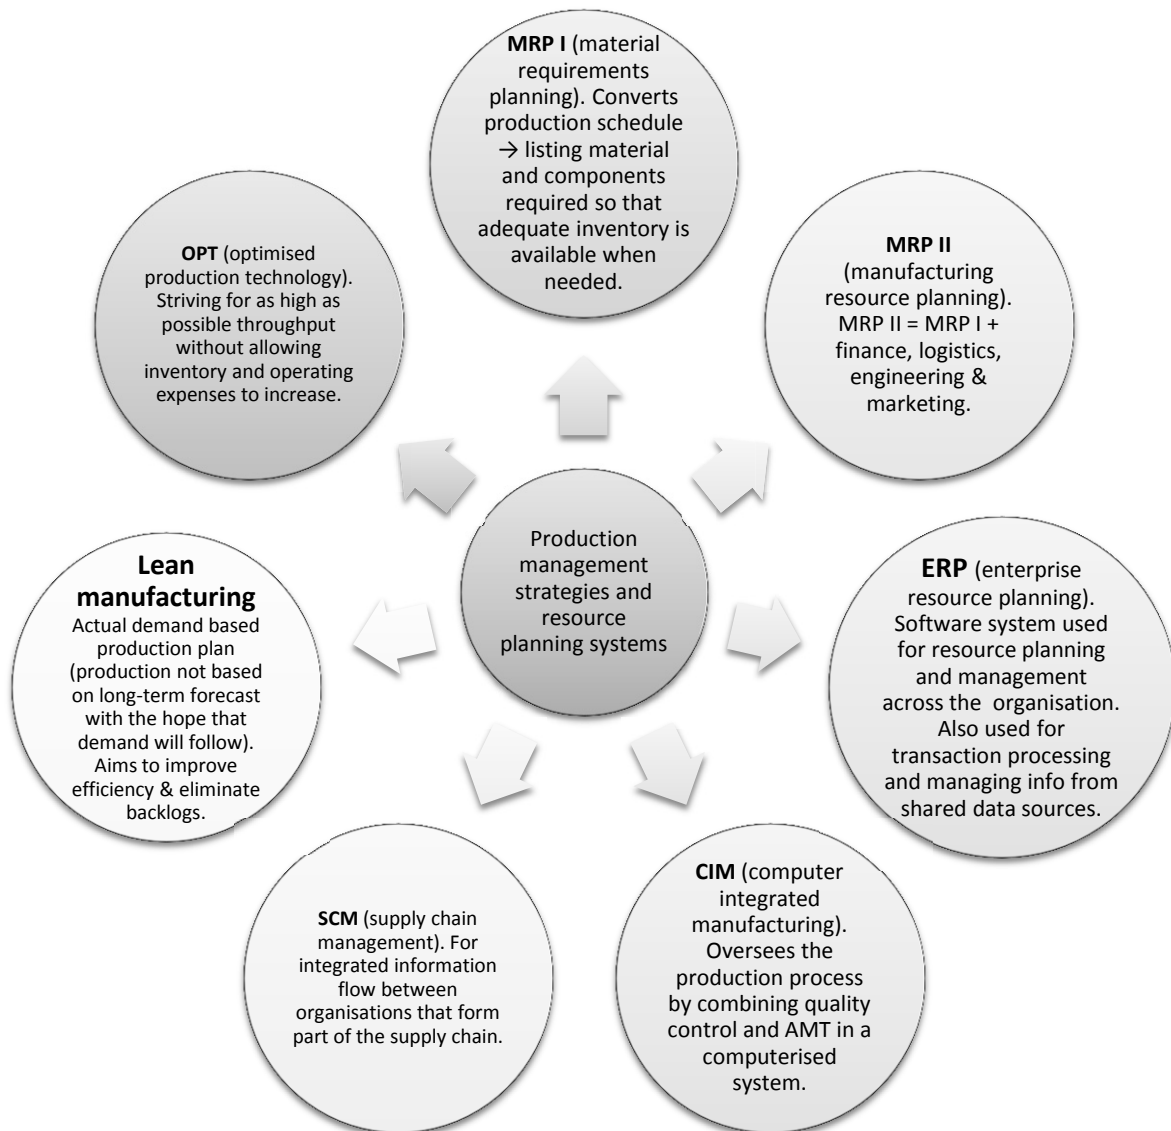 MRP I (material
requirements
planning). Converts
production schedule
→ listing material
and components
required so that
adequate inventory is
available when
needed.
MRP II
(manufacturing
resource planning).
MRP II = MRP I +
finance, logistics,
engineering &
marketing.
ERP (enterprise
resource planning).
Software system used
for resource planning
and management
across the organisation.
Also used for
transaction processing
and managing info from
shared data sources.
CIM (computer
integrated
manufacturing).
Oversees the
production process
by combining quality
control and AMT in a
computerised
system.
SCM (supply chain
management). For
integrated information
flow between
organisations that form
part of the supply chain.
Lean
manufacturing
Actual demand based
production plan
(production not based
on long-term forecast
with the hope that
demand will follow).
Aims to improve
efficiency & eliminate
backlogs.
OPT (optimised
production technology).
Striving for as high as
possible throughput
without allowing
inventory and operating
expenses to increase.
Production
management
strategies and
resource
planning systems